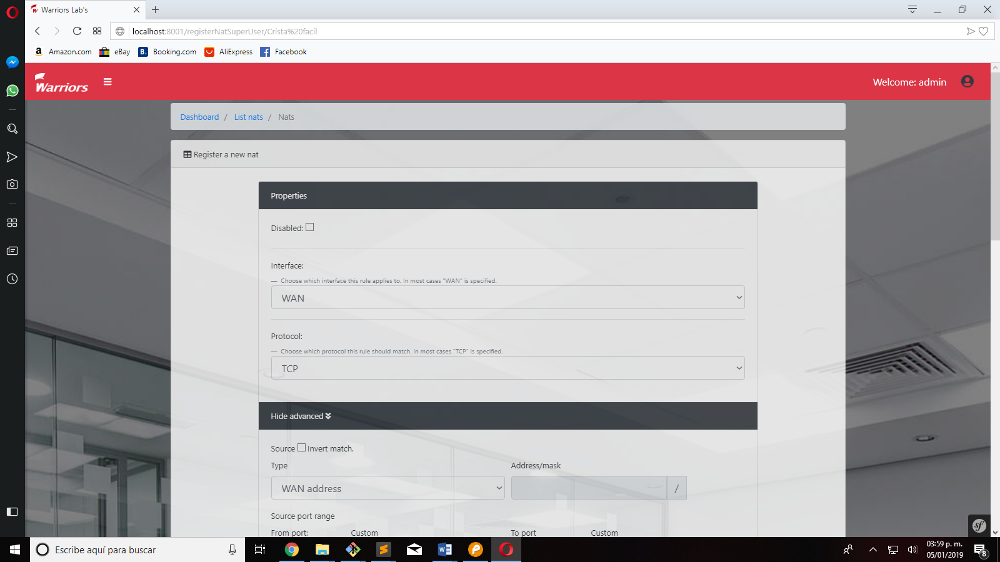 Warriors Lab's
localhost:8001/registerNatSuperUser/Crista%20facil
Amazon.com eBay Booking.com AliExpress Facebook
Warriors Welcome: admin
Dashboard / List nats / Nats
Register a new nat
Properties
Disabled:
Interface:
— Choose which interface this rule applies to. In most cases "WAN" is specified.
WAN
Protocol:
— Choose which protocol this rule should match. In most cases "TCP" is specified.
TCP
Hide advanced
Source Invert match.
Type Address/mask
WAN address /
Source port range
From port: Custom To port Custom
Escribe aquí para buscar
03:59 p. m.
05/01/2019
8